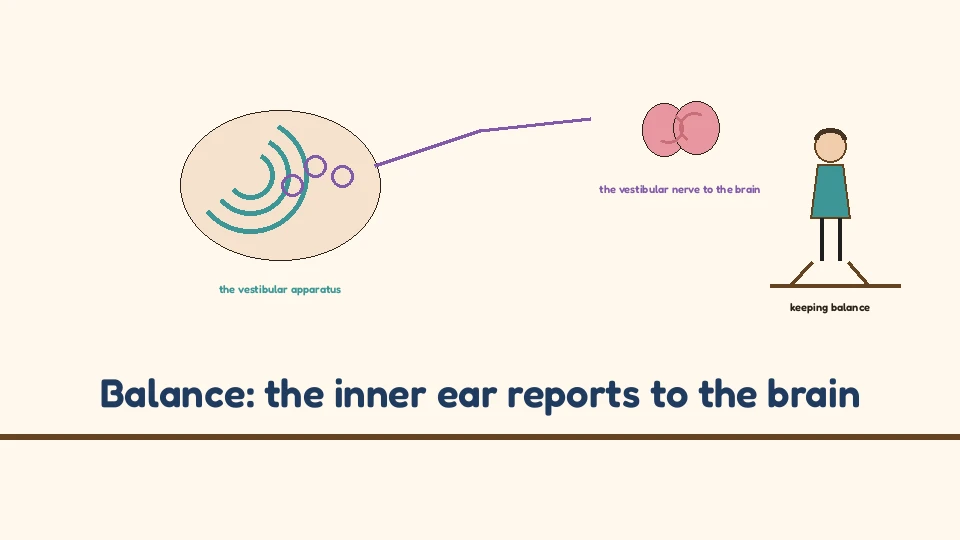 the vestibular nerve to the brain
the vestibular apparatus
keeping balance
Balance: the inner ear reports to the brain